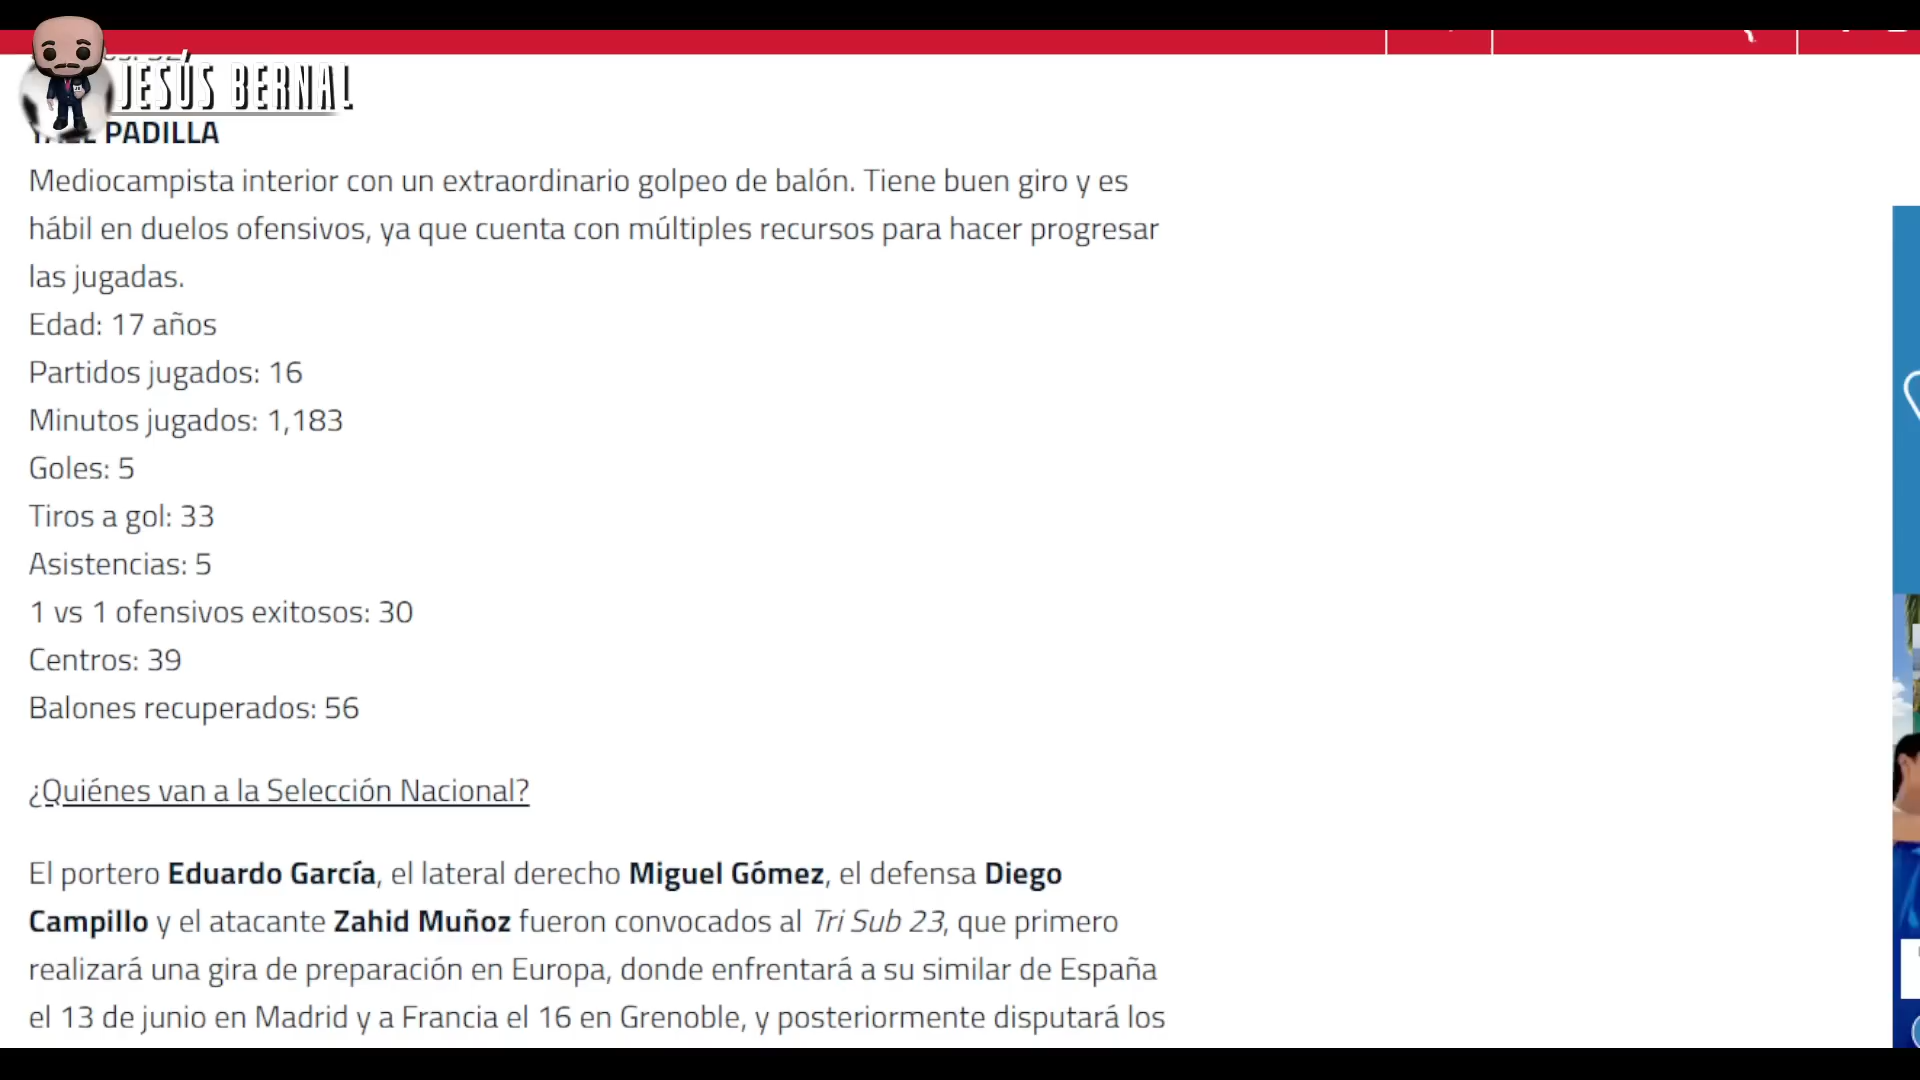 JESÚS BERNAL
PADILLA
Mediocampista interior con un extraordinario golpeo de balón. Tiene buen giro y es
hábil en duelos ofensivos, ya que cuenta con múltiples recursos para hacer progresar
las jugadas.
Edad: 17 años
Partidos jugados: 16
Minutos jugados: 1,183
Goles: 5
Tiros a gol: 33
Asistencias: 5
1 vs 1 ofensivos exitosos: 30
Centros: 39
Balones recuperados: 56
¿Quiénes van a la Selección Nacional?
El portero Eduardo García, el lateral derecho Miguel Gómez, el defensa Diego
Campillo y el atacante Zahid Muñoz fueron convocados al Tri Sub 23, que primero
realizará una gira de preparación en Europa, donde enfrentará a su similar de España
el 13 de junio en Madrid y a Francia el 16 en Grenoble, y posteriormente disputará los